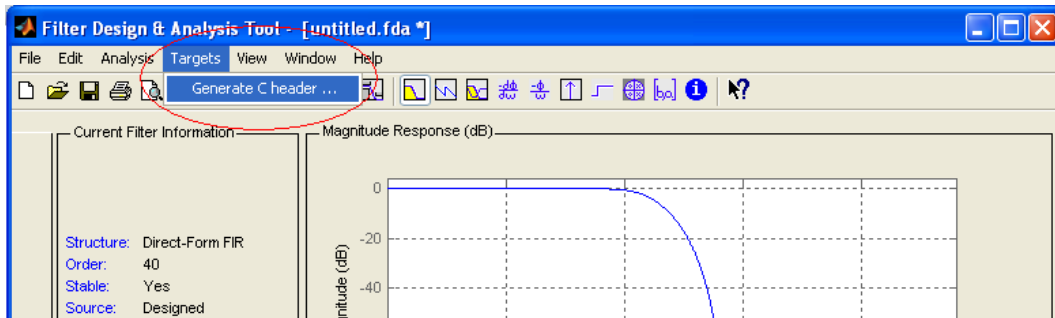 Filter Design & Analysis Tool - [untitled.fda *]
File Edit Analysis Targets View Window Help
Generate C header ...
Current Filter Information
Structure: Direct-Form FIR
Order: 40
Stable: Yes
Source: Designed
Magnitude Response (dB)
0
-20
-40
(dB)